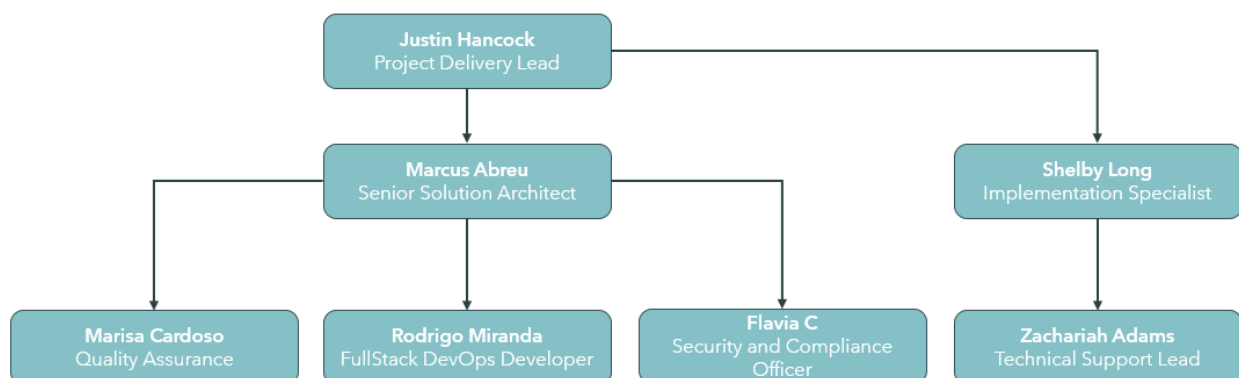 Justin Hancock
Project Delivery Lead
Marcus Abreu
Senior Solution Architect
Shelby Long
Implementation Specialist
Marisa Cardoso
Quality Assurance
Rodrigo Miranda
FullStack DevOps Developer
Flavia C
Security and Compliance
Officer
Zachariah Adams
Technical Support Lead